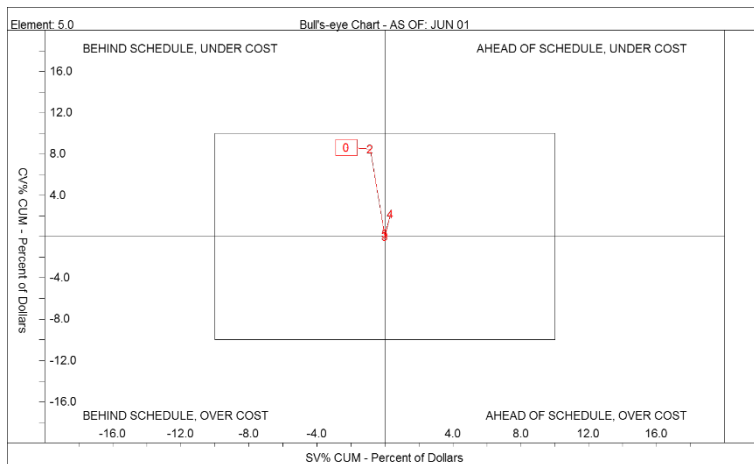 Element: 5.0 Bull's-eye Chart - AS OF: JUN 01
BEHIND SCHEDULE, UNDER COST AHEAD OF SCHEDULE, UNDER COST
16.0
12.0
8.0
4.0
-4.0
-8.0
-12.0
-16.0
CV% CUM - Percent of Dollars
0
2
4
BEHIND SCHEDULE, OVER COST AHEAD OF SCHEDULE, OVER COST
-16.0 -12.0 -8.0 -4.0 4.0 8.0 12.0 16.0
SV% CUM - Percent of Dollars